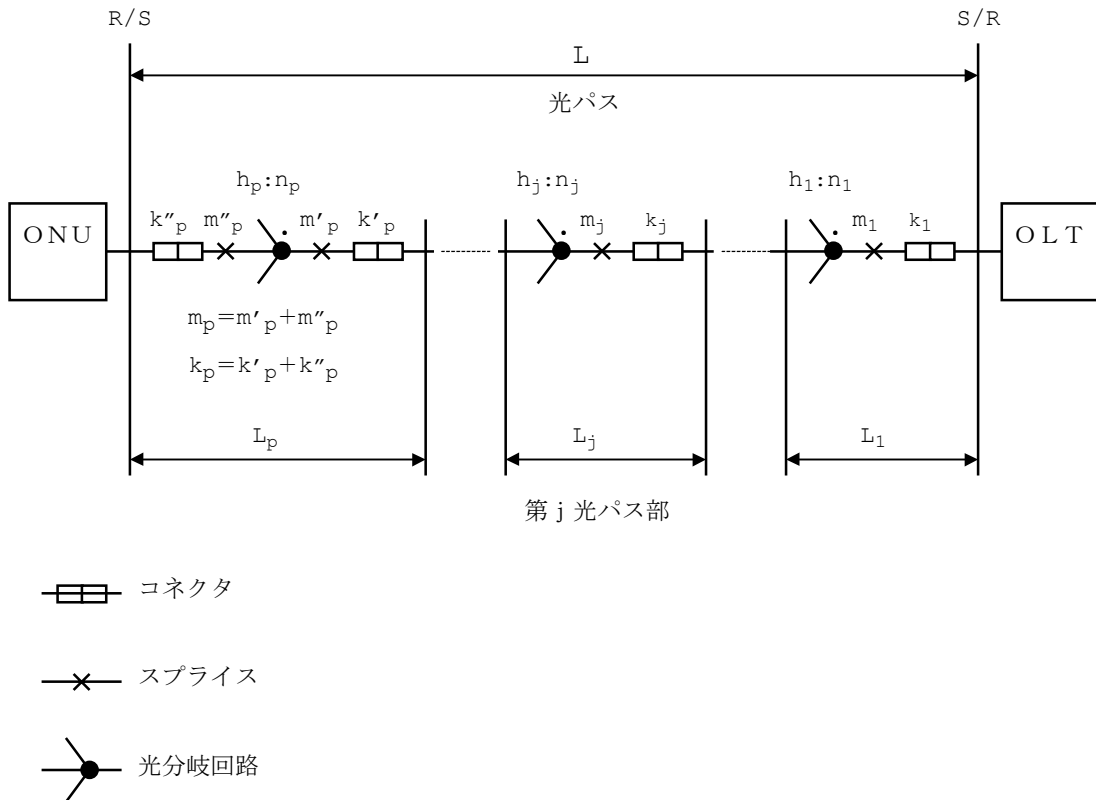 R/S
S/R
L
光パス
hp:np
hj:nj
h1:n1
k″p
m″p
m′p
k′p
mj
kj
m1
k1
ONU
OLT
mp=m′p+m″p
kp=k′p+k″p
Lp
Lj
L1
第j光パス部
コネクタ
スプライス
光分岐回路